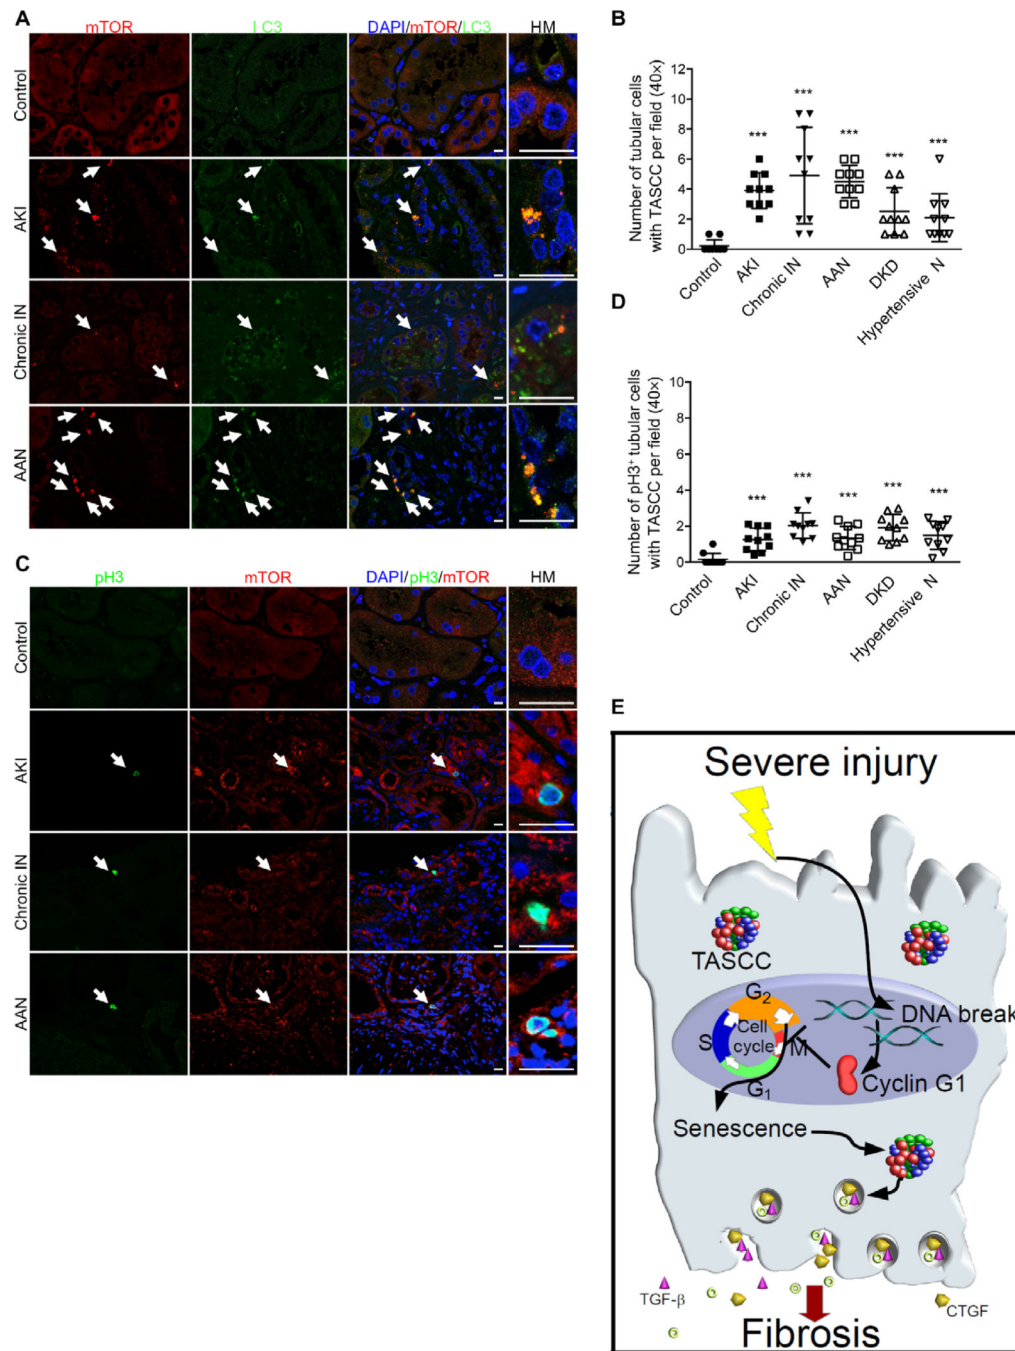 A
mTOR
LC3
DAPI/mTOR/LC3
HM
Control
AKI
Chronic IN
AAN
B
Number of tubular cells
with TASCC per field (40×)
12
10
8
6
4
2
0
***
***
***
***
***
Control
AKI
Chronic IN
AAN
DKD
Hypertensive N
C
pH3
mTOR
DAPI/pH3/mTOR
HM
Control
AKI
Chronic IN
AAN
D
Number of pH3⁺ tubular cells
with TASCC per field (40×)
10
8
6
4
2
0
***
***
***
***
***
Control
AKI
Chronic IN
AAN
DKD
Hypertensive N
E
Severe injury
TASCC
G₂
DNA break
Cell
cycle
S
M
Cyclin G1
G₁
Senescence
TGF-β
CTGF
Fibrosis